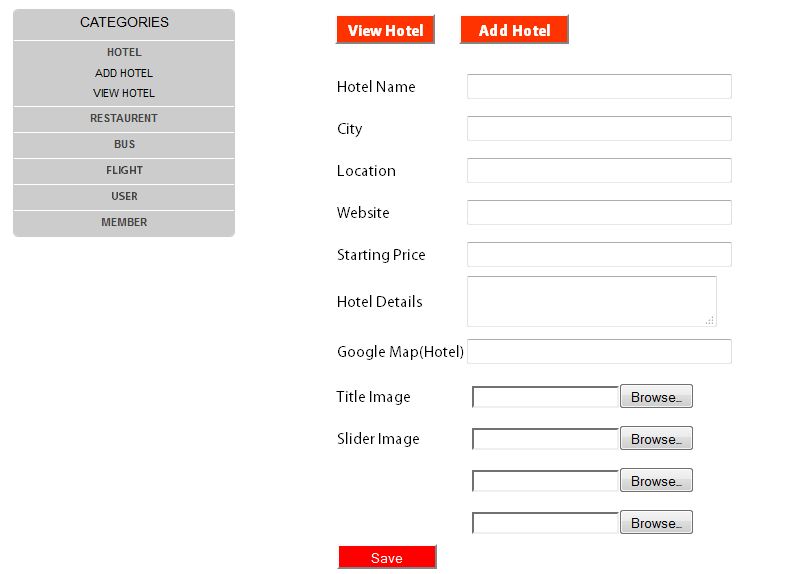 CATEGORIES
HOTEL
ADD HOTEL
VIEW HOTEL
RESTAURENT
BUS
FLIGHT
USER
MEMBER
View Hotel
Add Hotel
Hotel Name
City
Location
Website
Starting Price
Hotel Details
Google Map(Hotel)
Title Image Browse...
Slider Image Browse...
Browse...
Browse...
Save